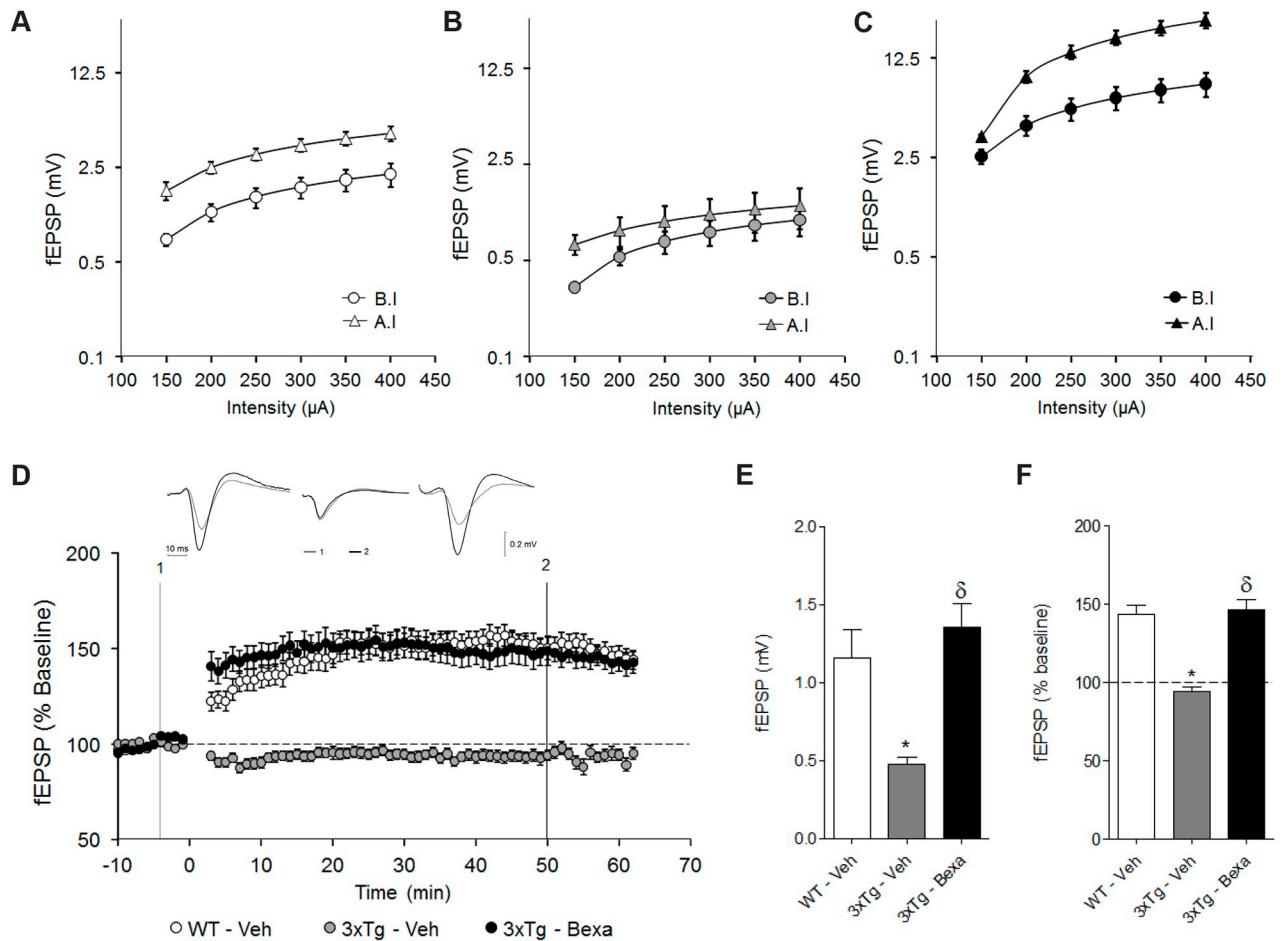 A
fEPSP (mV)
12.5
2.5
0.5
0.1
B.I
A.I
100 150 200 250 300 350 400 450
Intensity (µA)
B
fEPSP (mV)
12.5
2.5
0.5
0.1
B.I
A.I
100 150 200 250 300 350 400 450
Intensity (µA)
C
fEPSP (mV)
12.5
2.5
0.5
0.1
B.I
A.I
100 150 200 250 300 350 400 450
Intensity (µA)
D
10 ms
1 2
0.2 mV
fEPSP (% Baseline)
200
150
100
50
1
2
-10 0 10 20 30 40 50 60 70
Time (min)
WT - Veh 3xTg - Veh 3xTg - Bexa
E
fEPSP (mV)
2.0
1.5
1.0
0.5
0.0
*
δ
WT - Veh
3xTg - Veh
3xTg - Bexa
F
fEPSP (% baseline)
200
150
100
50
0
*
δ
WT - Veh
3xTg - Veh
3xTg - Bexa